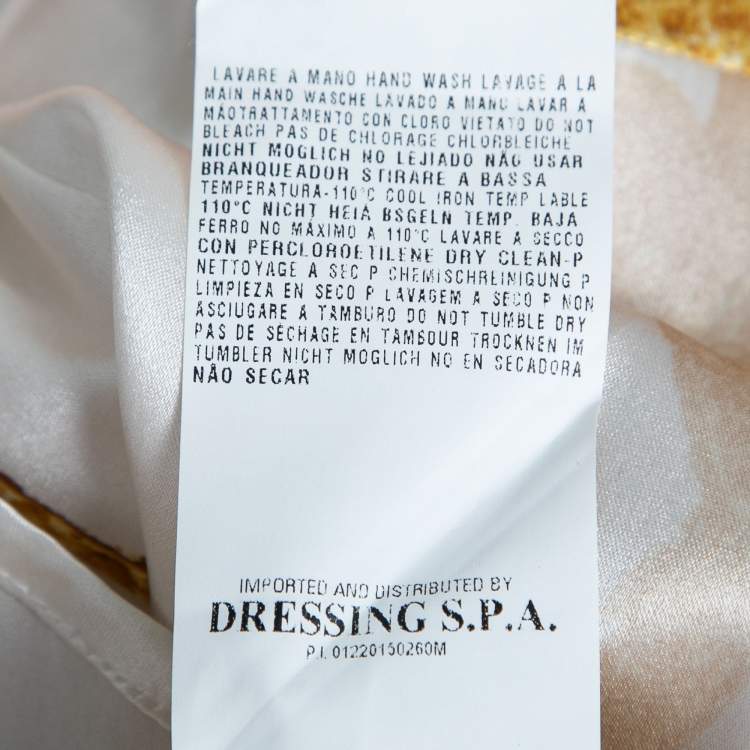 LAVARE A MANO HAND WASH LAVAGE A LA
MAIN HAND WASCHE LAVADO A MANO LAVAR A
MÁOTRATTAMENTO CON CLORO VIETATO DO NOT
BLEACH PAS DE CHLORAGE CHLORBLEICHE
NICHT MOGLICH NO LEJIADO NÃO USAR
BRANQUEADOR STIRARE A BASSA
TEMPERATURA-110°C COOL IRON TEMP LABLE
110°C NICHT HEIA BSGELN TEMP. BAJA
FERRO NO MÁXIMO A 110°C LAVARE A SECCO
CON PERCLOROETILENE DRY CLEAN-P
NETTOYAGE A SEC P CHEMISCHREINIGUNG P
LIMPIEZA EN SECO P LAVAGEM A SECO P NON
ASCIUGARE A TAMBURO DO NOT TUMBLE DRY
PAS DE SÉCHAGE EN TAMBOUR TROCKNEN IM
TUMBLER NICHT MOGLICH NO EN SECADORA
NÃO SECAR
IMPORTED AND DISTRIBUTED BY
DRESSING S.P.A.
P.I. 01220150260M